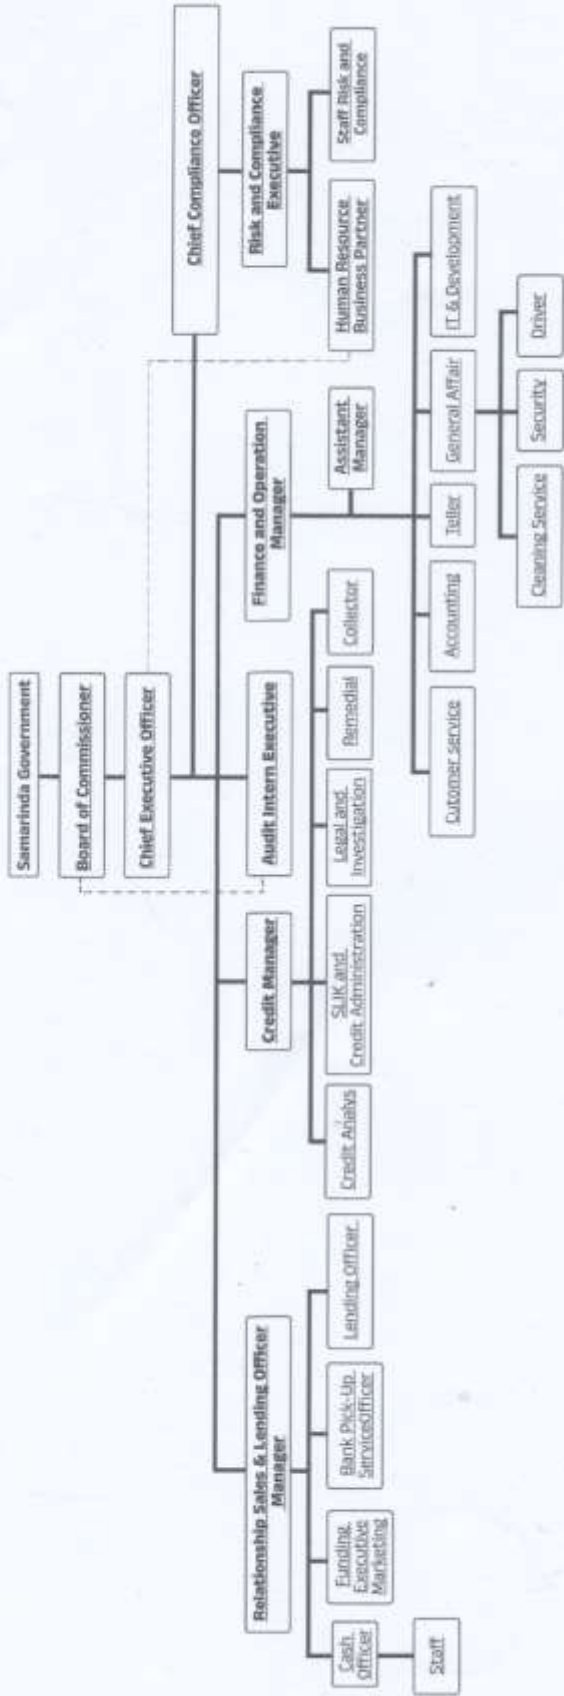 Samarinda Government
Board of Commissioner
Chief Executive Officer
Chief Compliance Officer
Relationship Sales & Lending Officer
Manager
Credit Manager
Audit Intern Executive
Finance and Operation
Manager
Risk and Compliance
Executive
Cash
Officer
Funding
Executive
Marketing
Bank Pick-Up
ServiceOfficer
Lending Officer
Credit Analys
SLIK and
Credit Administration
Legal and
Investigation
Remedial
Collector
Assistant
Manager
Human Resource
Business Partner
Staff Risk and
Compliance
Staff
Cutomer service
Accounting
Teller
General Affair
IT & Development
Cleaning Service
Security
Driver